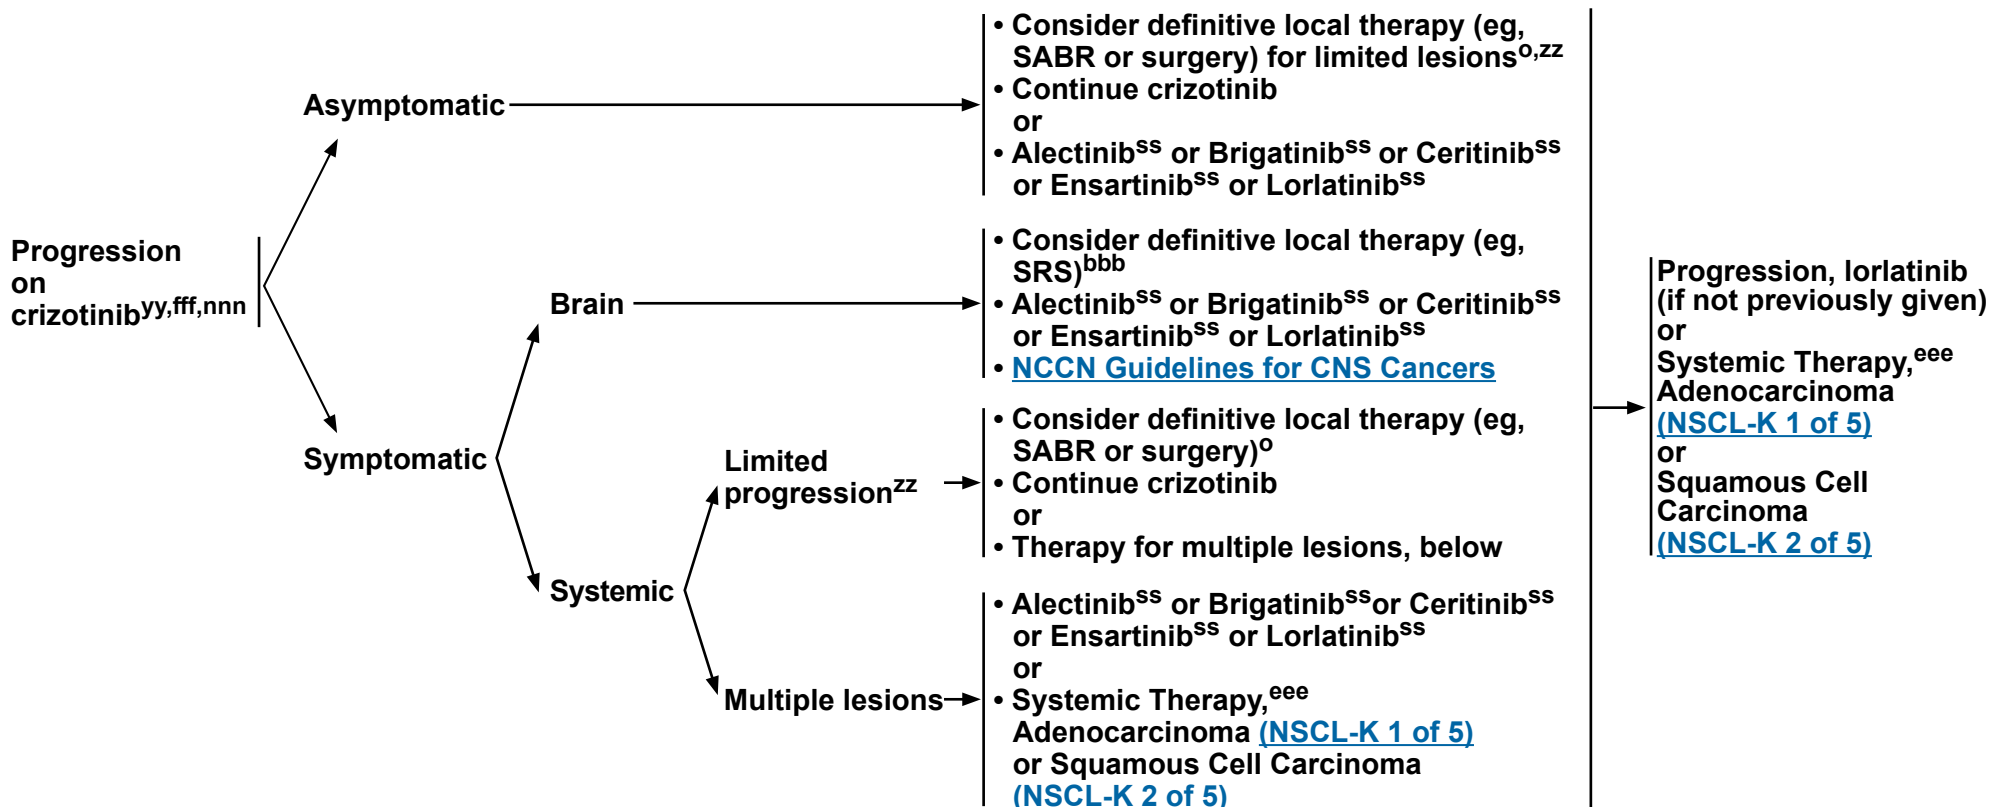 Progression
on
crizotinibyy,fff,nnn
Asymptomatic
• Consider definitive local therapy (eg,
SABR or surgery) for limited lesionso,zz
• Continue crizotinib
or
• Alectinibss or Brigatinibss or Ceritinibss
or Ensartinibss or Lorlatinibss
Symptomatic
Brain
• Consider definitive local therapy (eg,
SRS)bbb
• Alectinibss or Brigatinibss or Ceritinibss
or Ensartinibss or Lorlatinibss
• NCCN Guidelines for CNS Cancers
Systemic
Limited
progressionzz
• Consider definitive local therapy (eg,
SABR or surgery)o
• Continue crizotinib
or
• Therapy for multiple lesions, below
Multiple lesions
• Alectinibss or Brigatinibssor Ceritinibss
or Ensartinibss or Lorlatinibss
or
• Systemic Therapy,eee
Adenocarcinoma (NSCL-K 1 of 5)
or Squamous Cell Carcinoma
(NSCL-K 2 of 5)
Progression, lorlatinib
(if not previously given)
or
Systemic Therapy,eee
Adenocarcinoma
(NSCL-K 1 of 5)
or
Squamous Cell
Carcinoma
(NSCL-K 2 of 5)